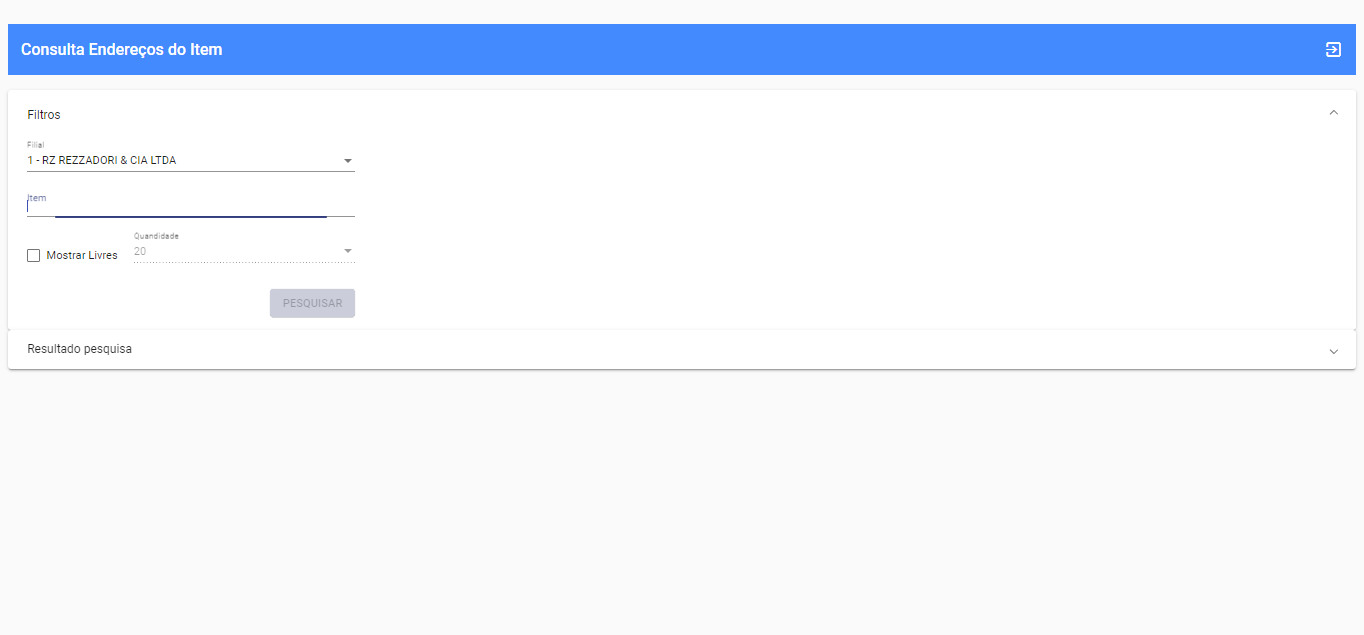 Consulta Endereços do Item
Filtros
Filial
1 - RZ REZZADORI & CIA LTDA
Item
Mostrar Livres
Quandidade
20
PESQUISAR
Resultado pesquisa